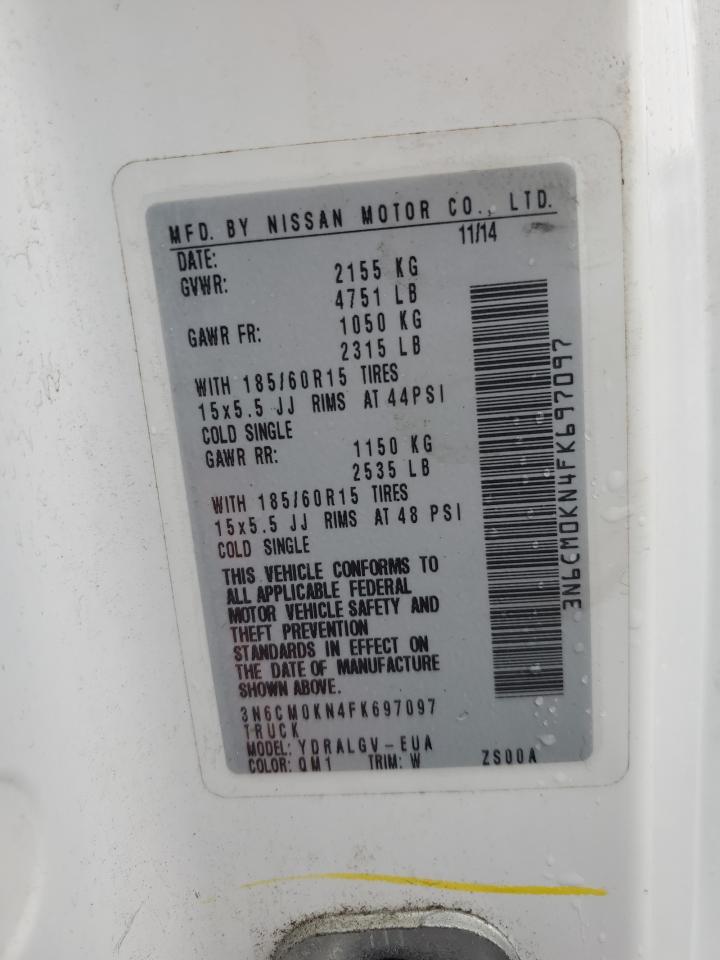 MFD. BY NISSAN MOTOR CO., LTD.
DATE: 11/14
GVWR: 2155 KG
4751 LB
GAWR FR: 1050 KG
2315 LB
WITH 185/60R15 TIRES
15x5.5 JJ RIMS AT 44PSI
COLD SINGLE
GAWR RR: 1150 KG
2535 LB
WITH 185/60R15 TIRES
15x5.5 JJ RIMS AT 48 PSI
COLD SINGLE
THIS VEHICLE CONFORMS TO
ALL APPLICABLE FEDERAL
MOTOR VEHICLE SAFETY AND
THEFT PREVENTION
STANDARDS IN EFFECT ON
THE DATE OF MANUFACTURE
SHOWN ABOVE.
3N6CM0KN4FK697097
TRUCK
MODEL: YDRALGV-EUA
COLOR: QM1 TRIM: W ZS00A
3N6CM0KN4FK697097